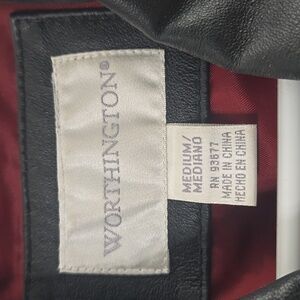 WORTHINGTON®
MEDIUM/
MEDIANO
RN 93677
MADE IN CHINA
HECHO EN CHINA